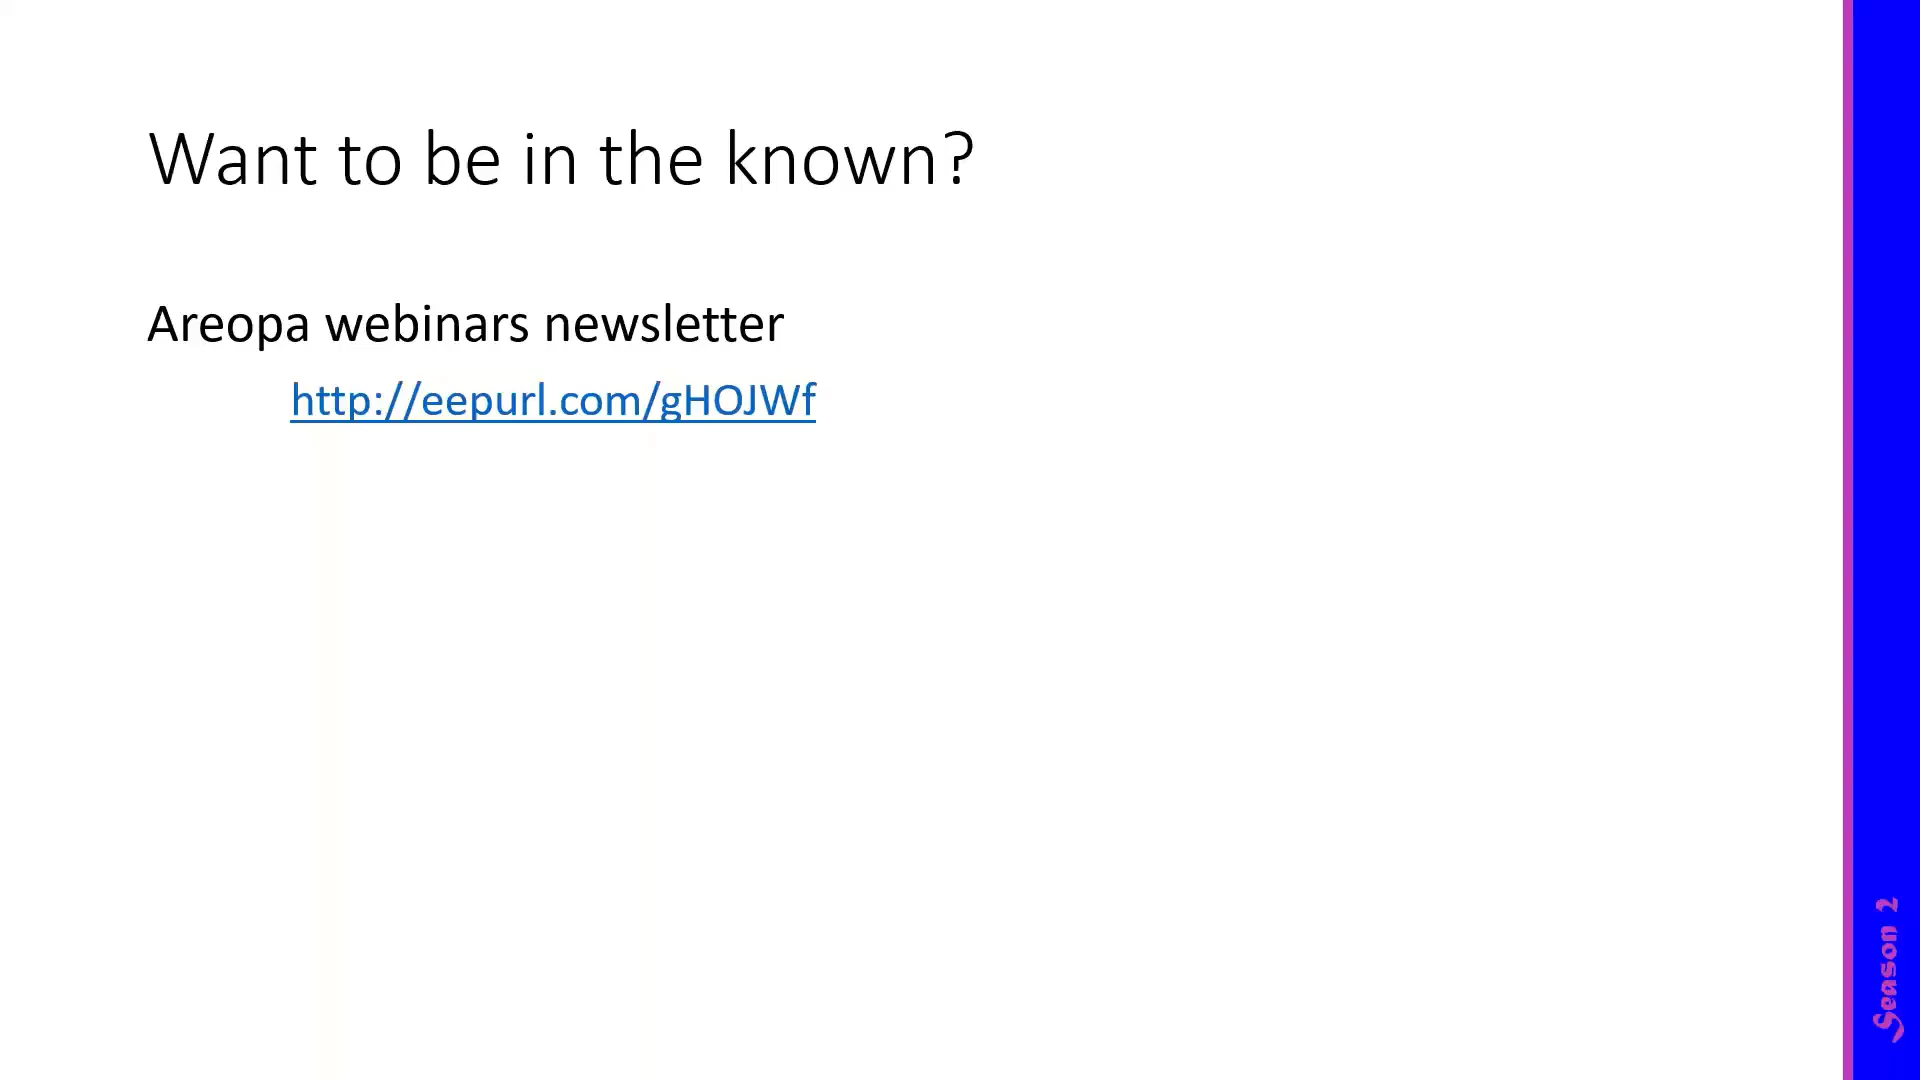 Want to be in the known?
Areopa webinars newsletter
http://eepurl.com/gHOJWf
Season 2